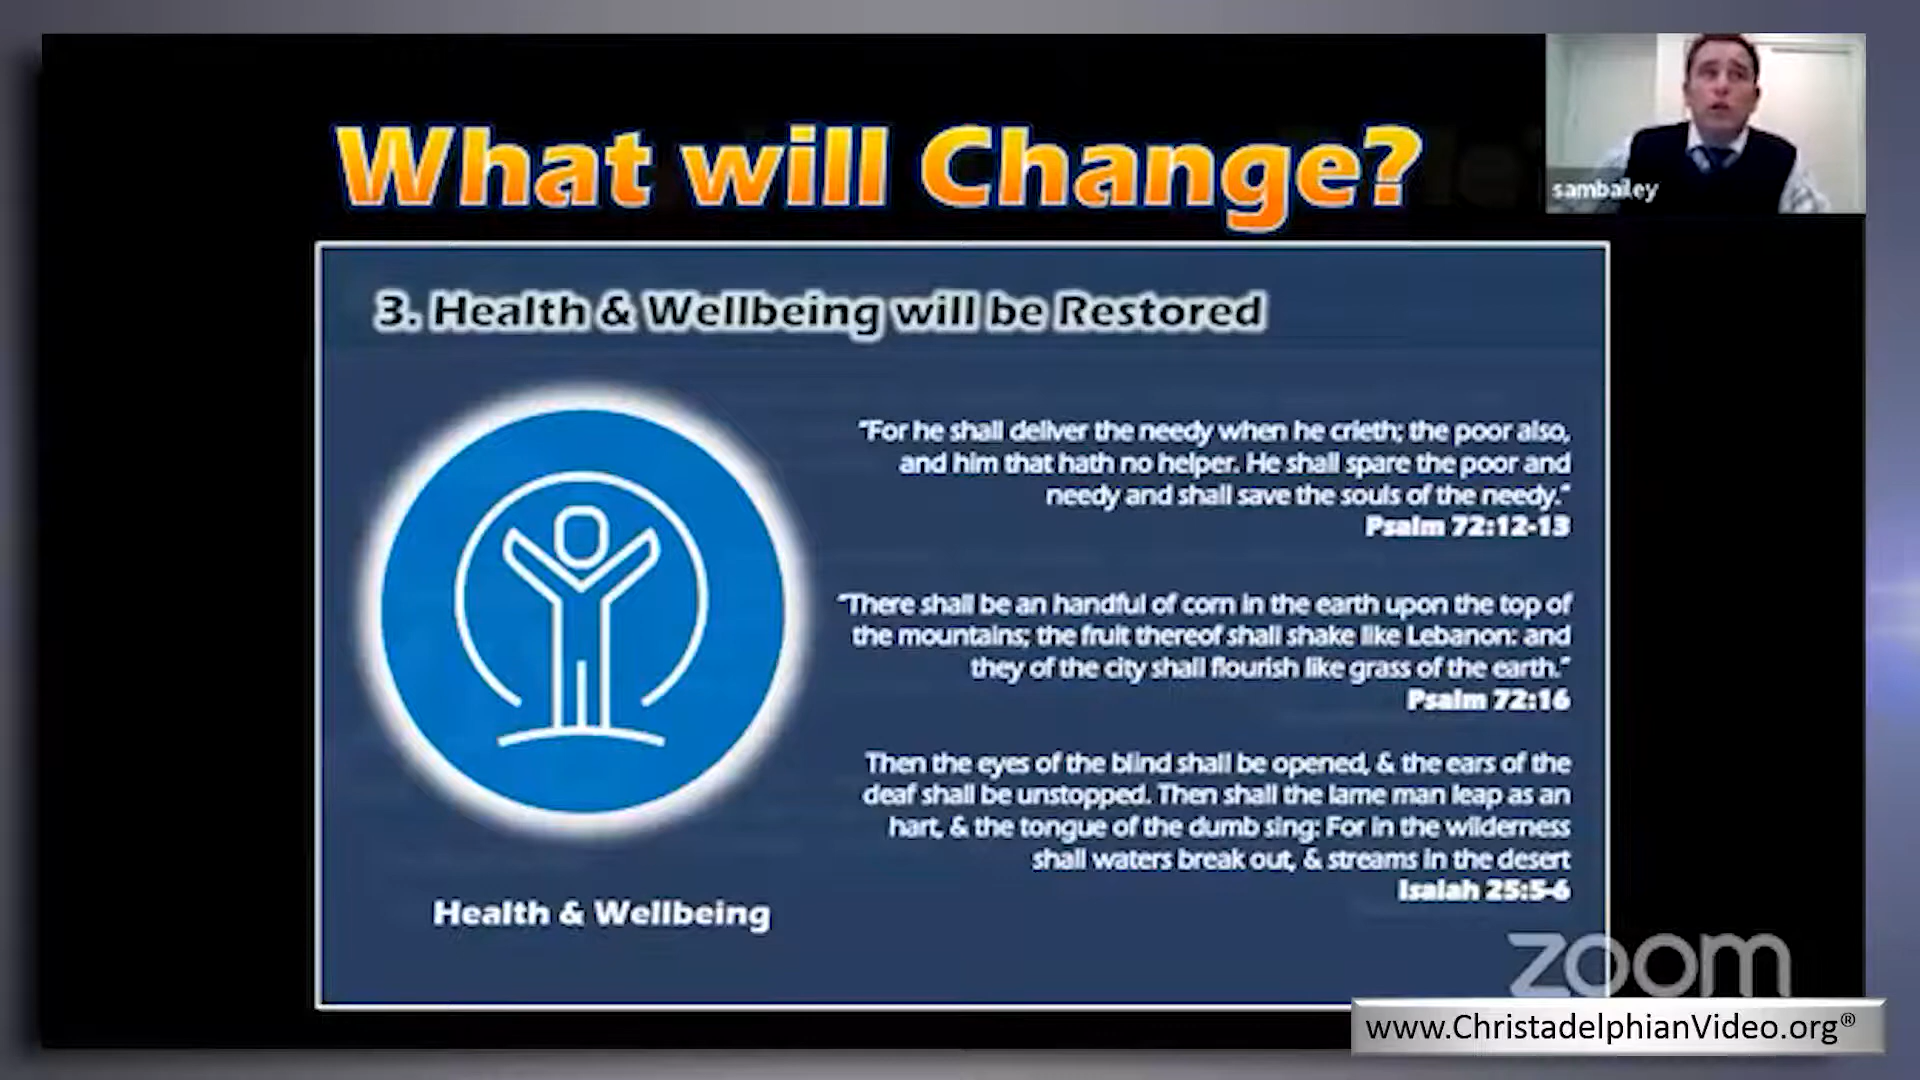 What will Change?
sambailey
3. Health & Wellbeing will be Restored
"For he shall deliver the needy when he crieth; the poor also,
and him that hath no helper. He shall spare the poor and
needy and shall save the souls of the needy."
Psalm 72:12-13
"There shall be an handful of corn in the earth upon the top of
the mountains; the fruit thereof shall shake like Lebanon: and
they of the city shall flourish like grass of the earth."
Psalm 72:16
Then the eyes of the blind shall be opened, & the ears of the
deaf shall be unstopped. Then shall the lame man leap as an
hart, & the tongue of the dumb sing: For in the wilderness
shall waters break out, & streams in the desert
Isaiah 25:5-6
Health & Wellbeing
zoom
www.ChristadelphianVideo.org®